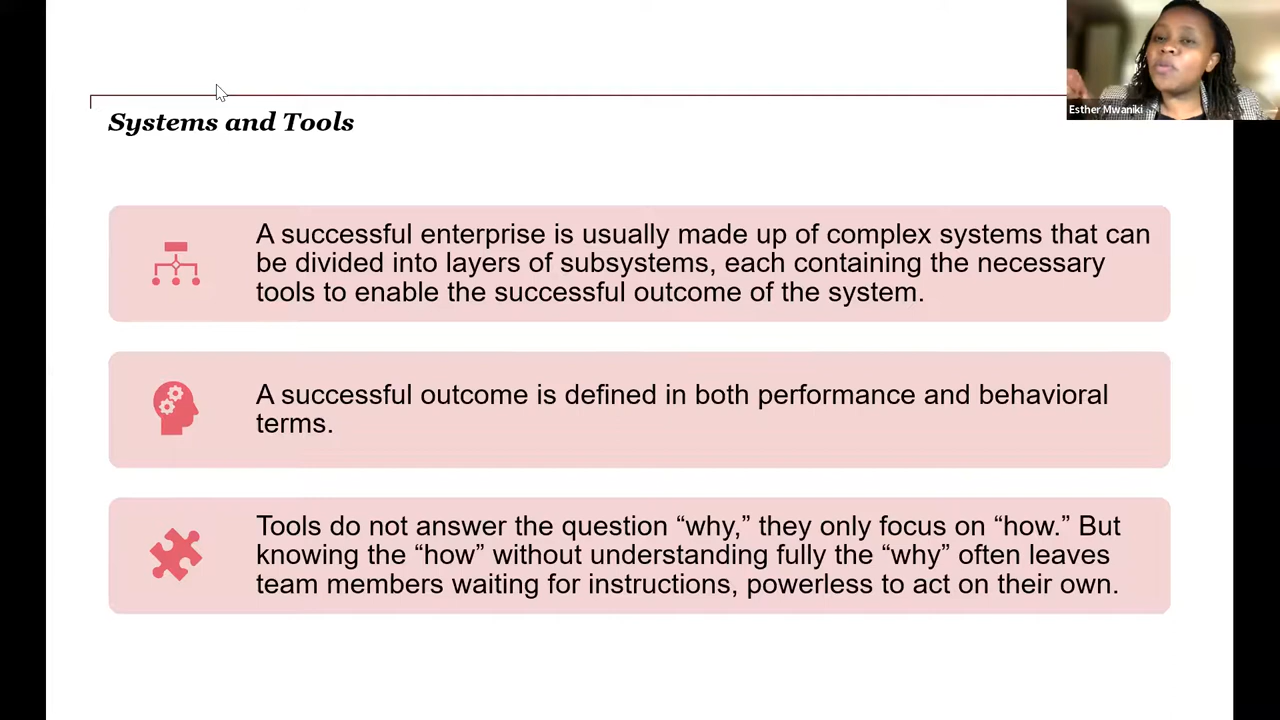 Esther Mwaniki
Systems and Tools
A successful enterprise is usually made up of complex systems that can
be divided into layers of subsystems, each containing the necessary
tools to enable the successful outcome of the system.
A successful outcome is defined in both performance and behavioral
terms.
Tools do not answer the question “why,” they only focus on “how.” But
knowing the “how” without understanding fully the “why” often leaves
team members waiting for instructions, powerless to act on their own.